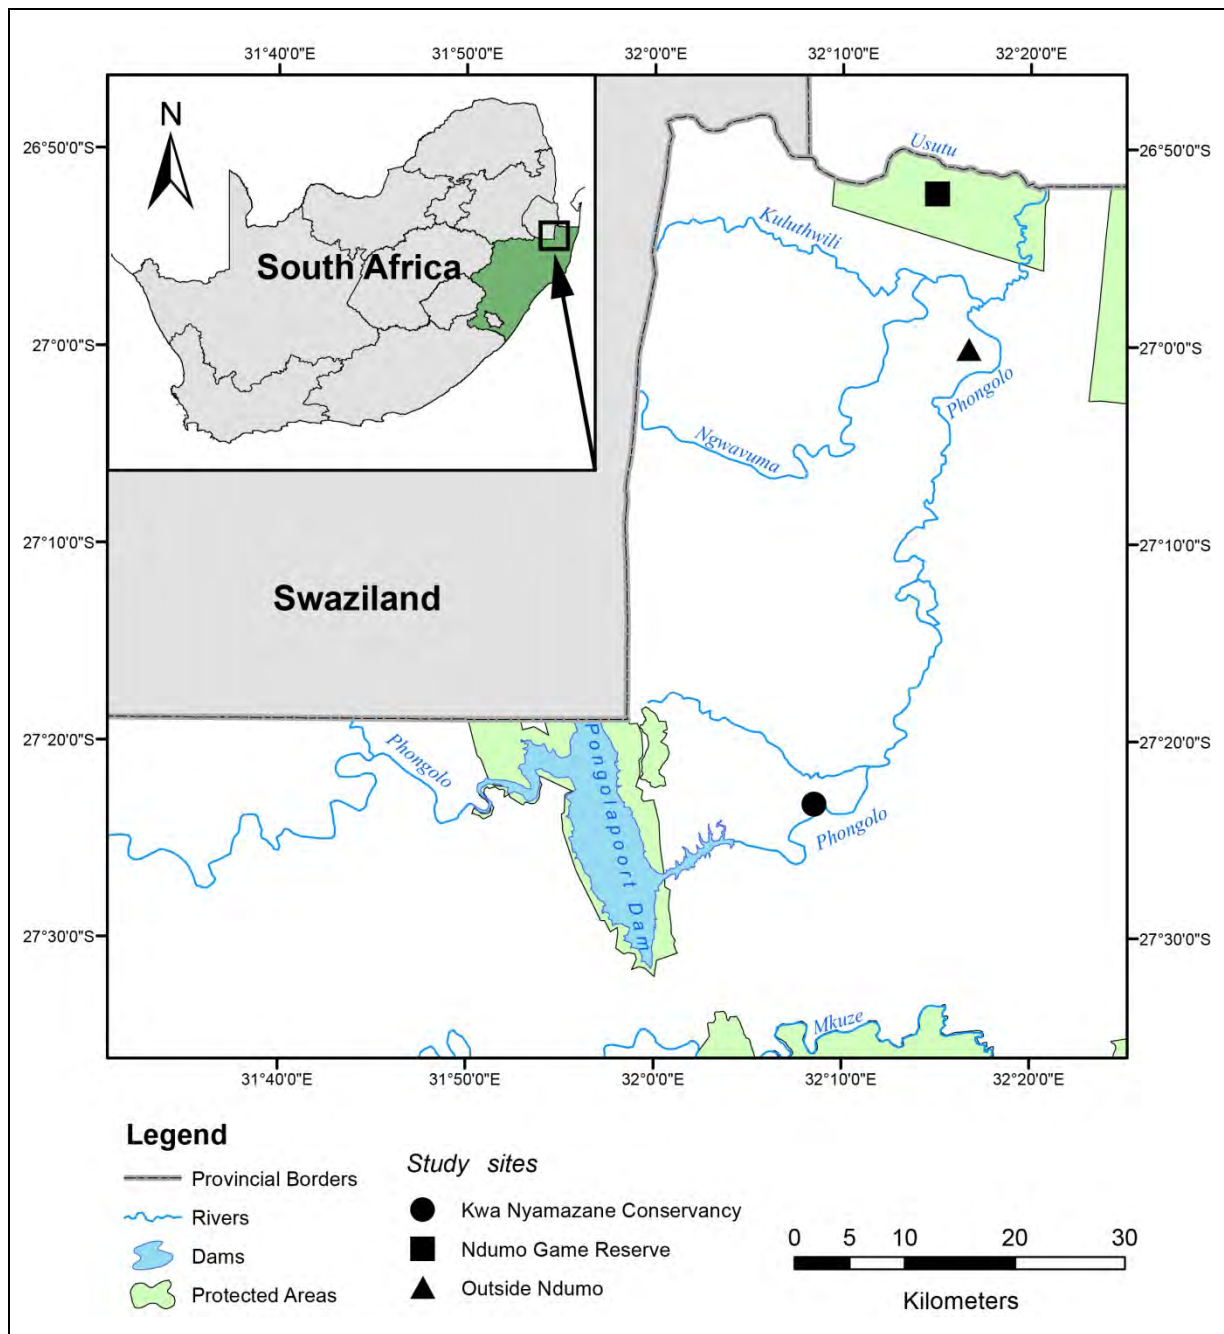 31°40'0"E 31°50'0"E 32°0'0"E 32°10'0"E 32°20'0"E
N
26°50'0"S
26°50'0"S
Usutu
Kuluthwili
South Africa
27°0'0"S
27°0'0"S
Phongolo
Ngwavuma
27°10'0"S
27°10'0"S
Swaziland
27°20'0"S
27°20'0"S
Phongolo
Pongolapoort Dam
Phongolo
27°30'0"S
27°30'0"S
Mkuze
31°40'0"E 31°50'0"E 32°0'0"E 32°10'0"E 32°20'0"E
Legend
Provincial Borders
Rivers
Dams
Protected Areas
Study sites
Kwa Nyamazane Conservancy
Ndumo Game Reserve
Outside Ndumo
0 5 10 20 30
Kilometers